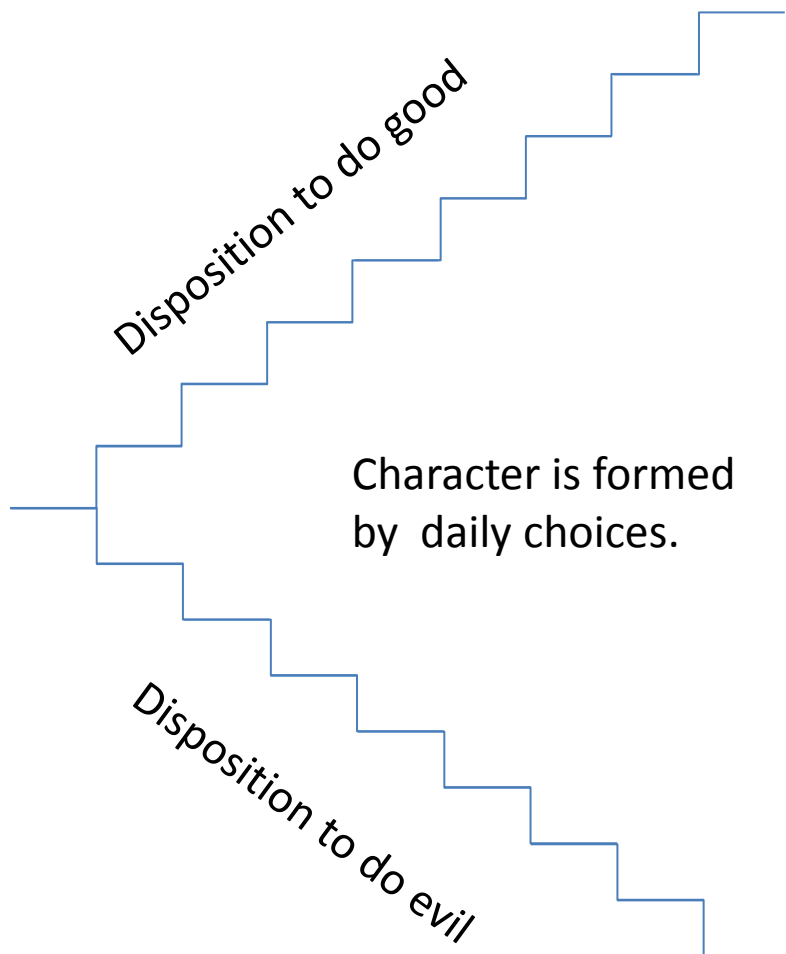 Disposition to do good
Character is formed
by  daily choices.
Disposition to do evil